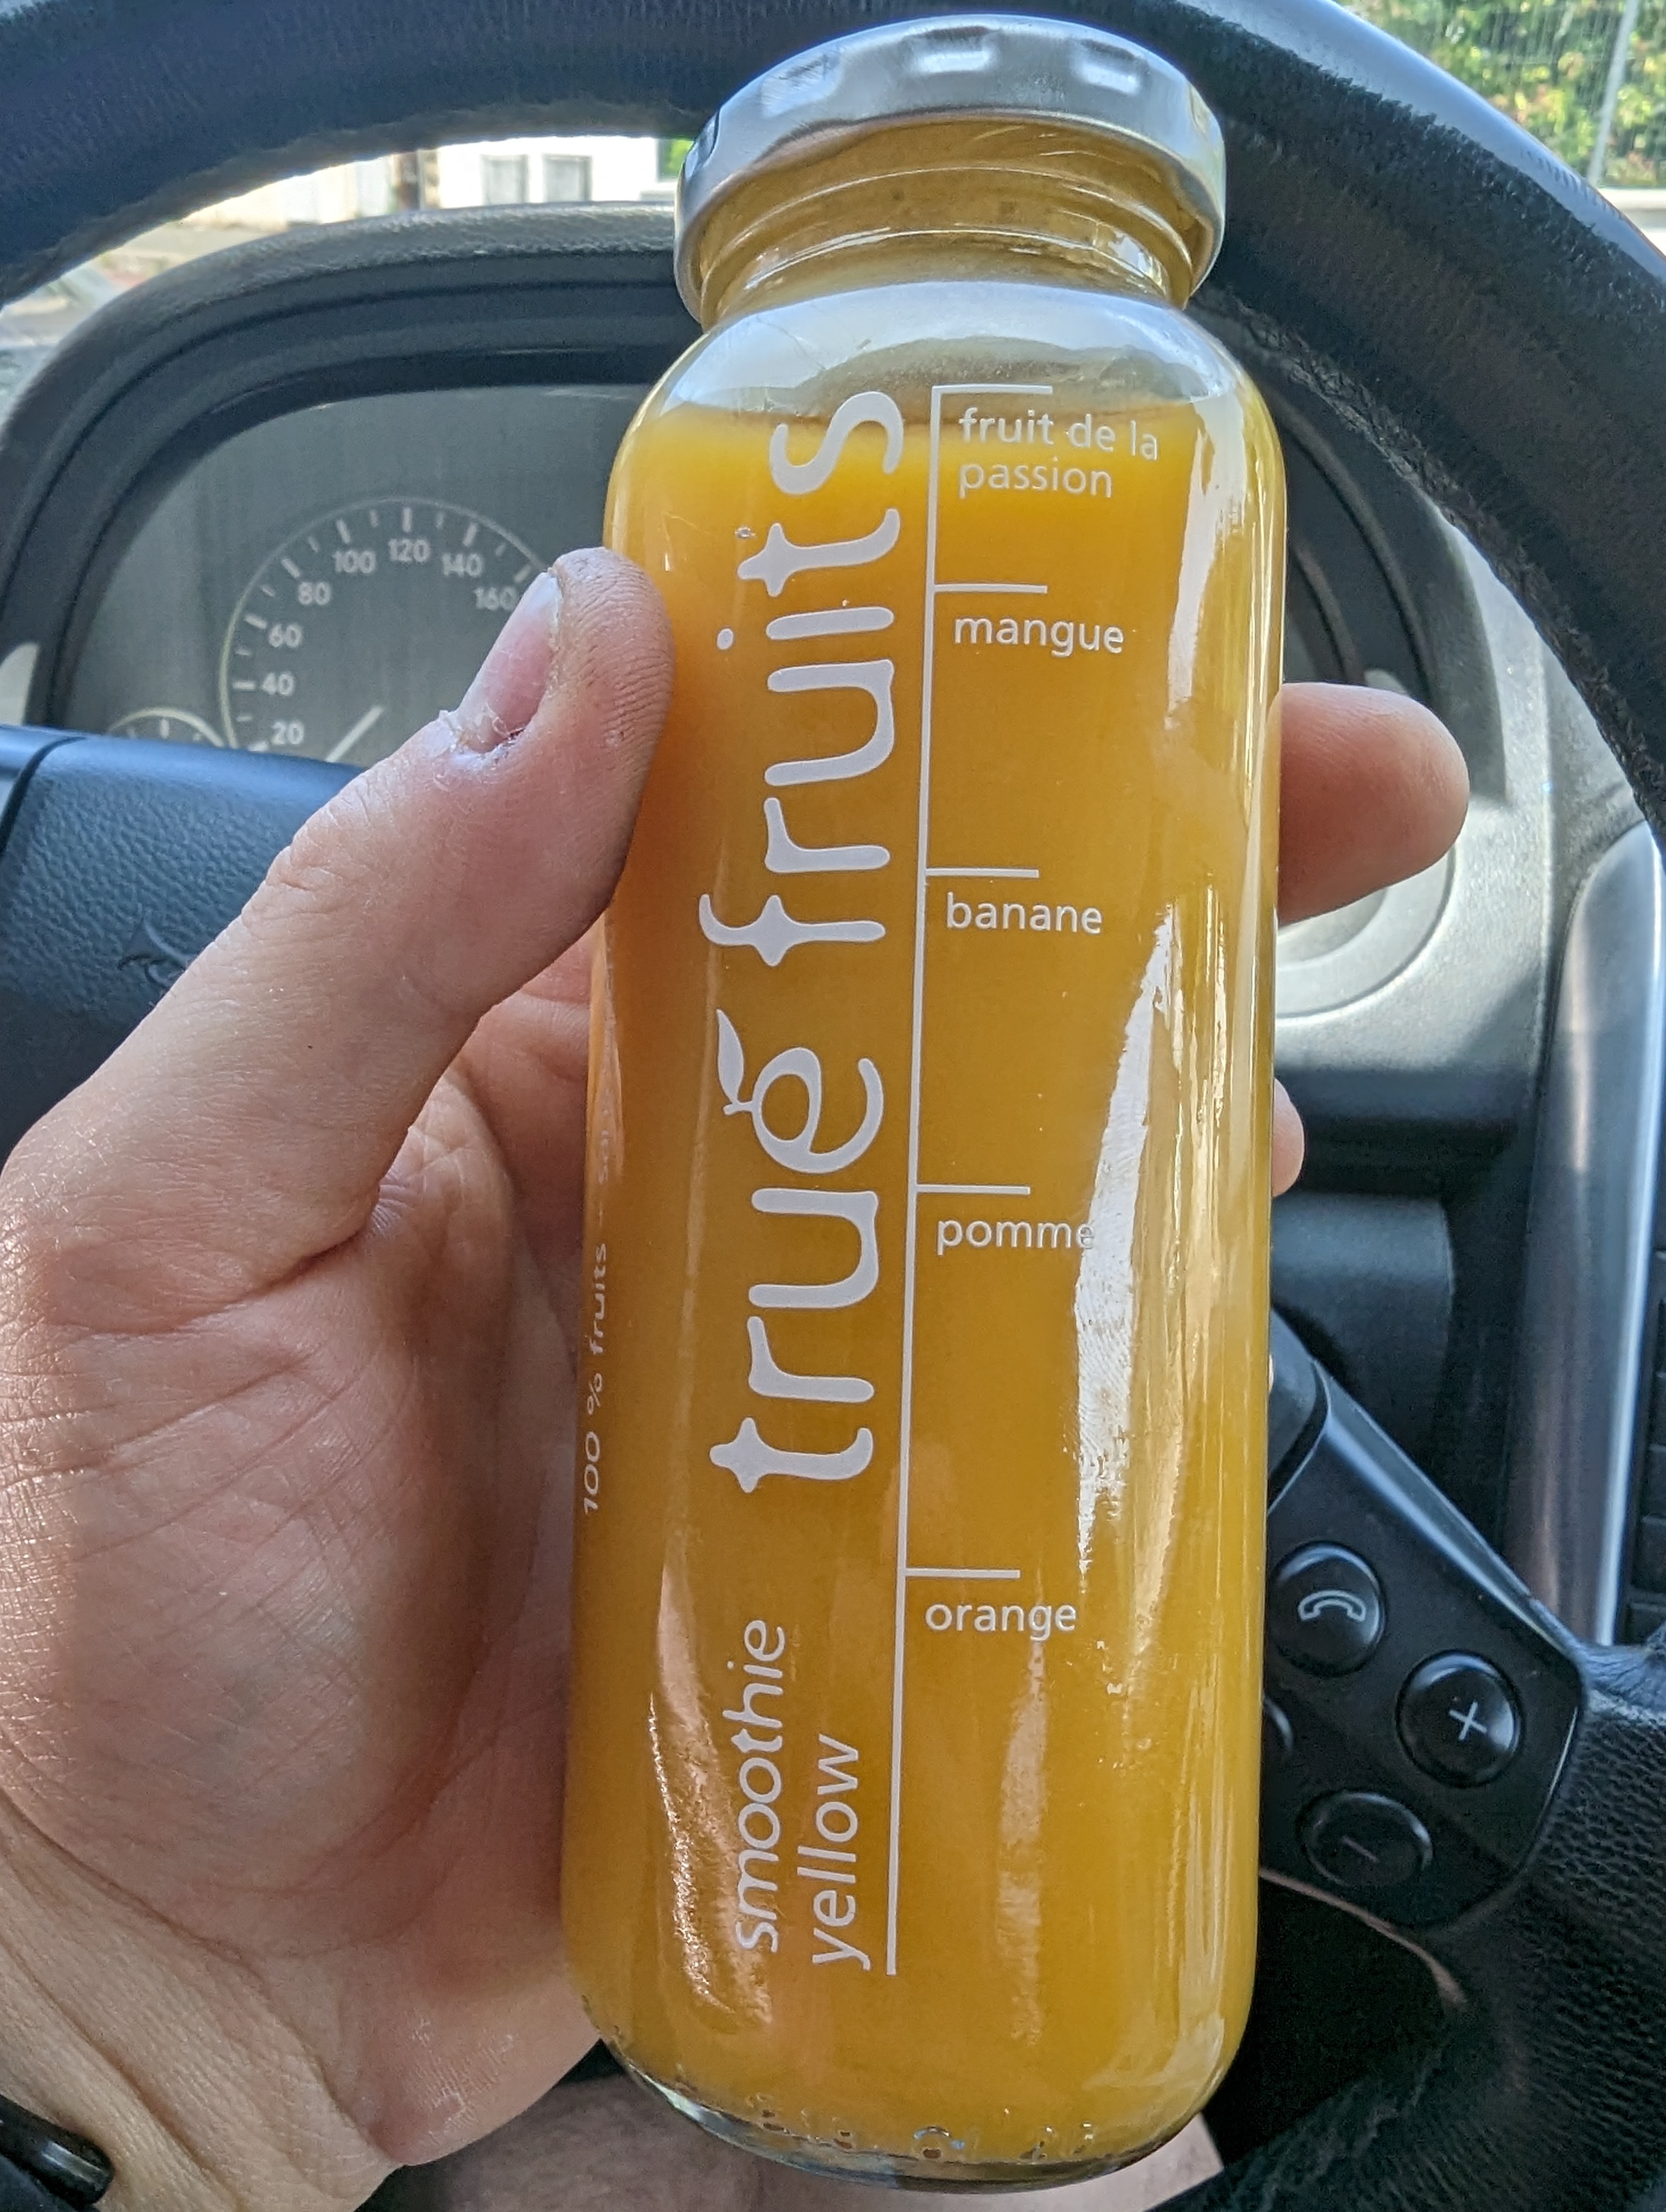 true fruits
smoothie
yellow
100 % fruits
fruit de la
passion
mangue
banane
pomme
orange
20
40
60
80
100
120
140
160
+
-